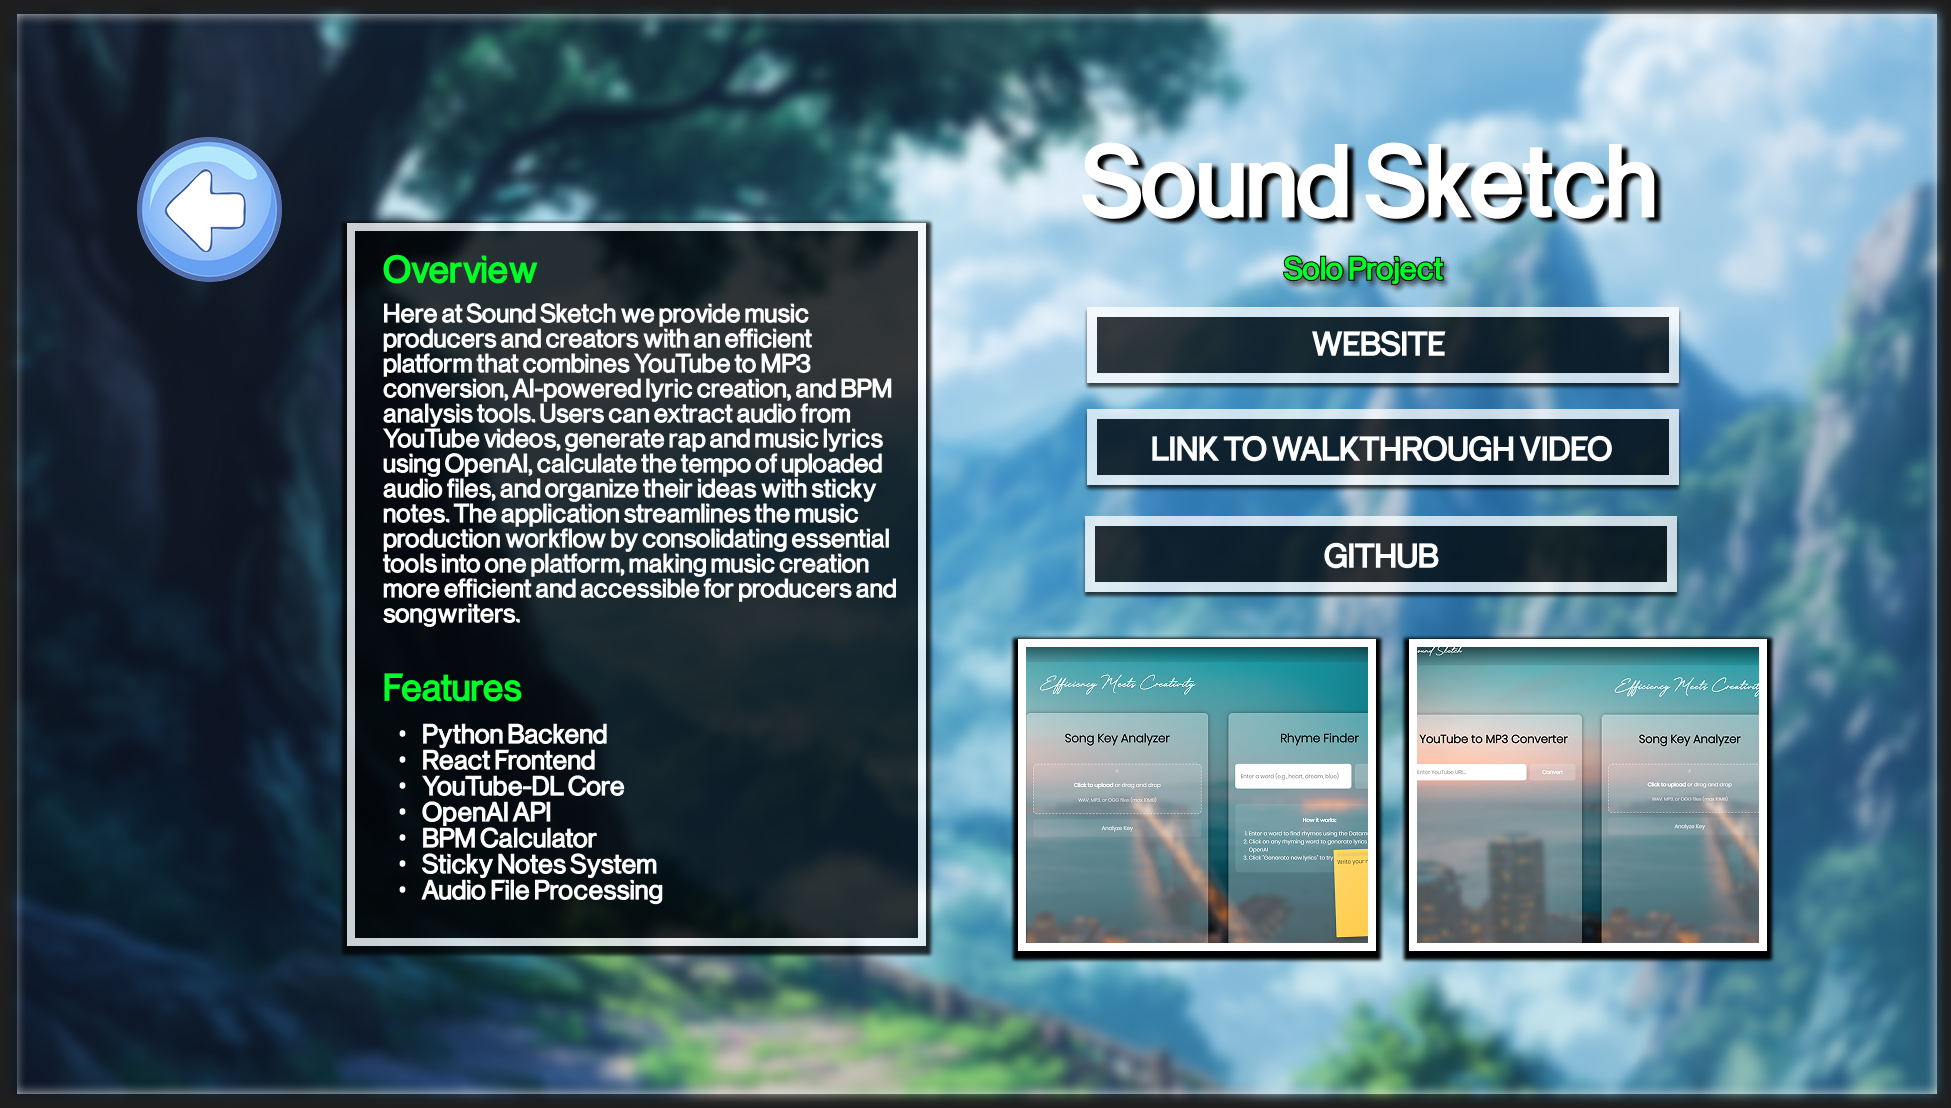 Sound Sketch
Solo Project
Overview
Here at Sound Sketch we provide music
producers and creators with an efficient
platform that combines YouTube to MP3
conversion, AI-powered lyric creation, and BPM
analysis tools. Users can extract audio from
YouTube videos, generate rap and music lyrics
using OpenAI, calculate the tempo of uploaded
audio files, and organize their ideas with sticky
notes. The application streamlines the music
production workflow by consolidating essential
tools into one platform, making music creation
more efficient and accessible for producers and
songwriters.
Features
• Python Backend
• React Frontend
• YouTube-DL Core
• OpenAI API
• BPM Calculator
• Sticky Notes System
• Audio File Processing
WEBSITE
LINK TO WALKTHROUGH VIDEO
GITHUB
Efficiency Meets Creativity
Song Key Analyzer
Click to upload or drag and drop
WAV, MP3, or OGG files (max 10MB)
Analyze Key
Rhyme Finder
Enter a word (e.g., heart, dream, blue)
How it works:
1. Enter a word to find rhymes using the
2. Click on any rhyming word to generate lyrics
OpenAI
3. Click "Generate new lyrics" to try
Write your
Sketch
Efficiency Meets
YouTube to MP3 Converter
Enter YouTube URL...
Convert
Song Key Analyzer
Click to upload or drag and drop
WAV, MP3, or OGG files (max 10MB)
Analyze Key